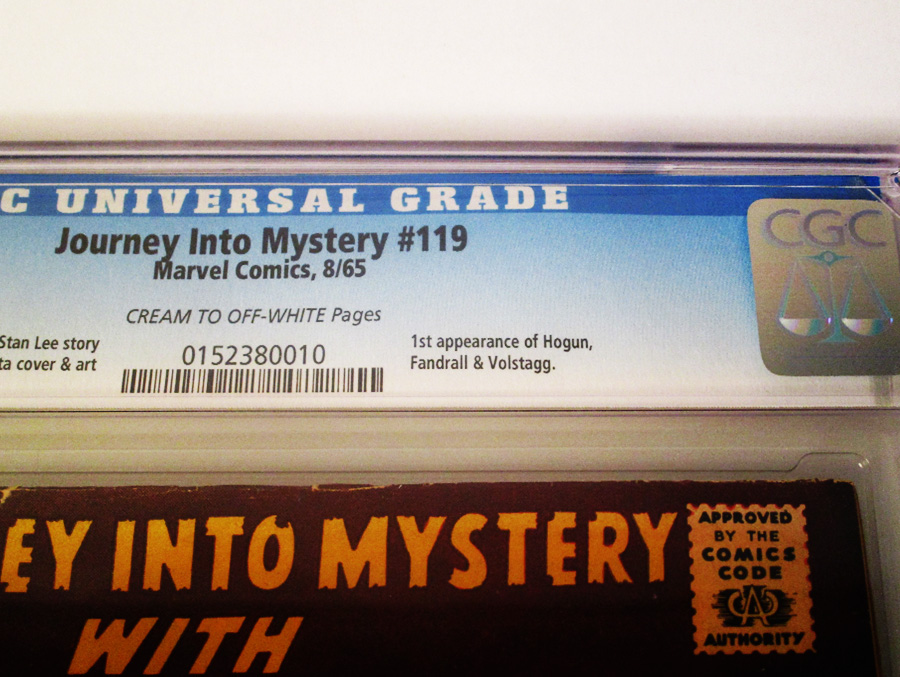 C UNIVERSAL GRADE
Journey Into Mystery #119
Marvel Comics, 8/65
CREAM TO OFF-WHITE Pages
Stan Lee story
ta cover & art
0152380010
1st appearance of Hogun,
Fandrall & Volstagg.
CGC
EY INTO MYSTERY
WITH
APPROVED
BY THE
COMICS
CODE
CA
AUTHORITY